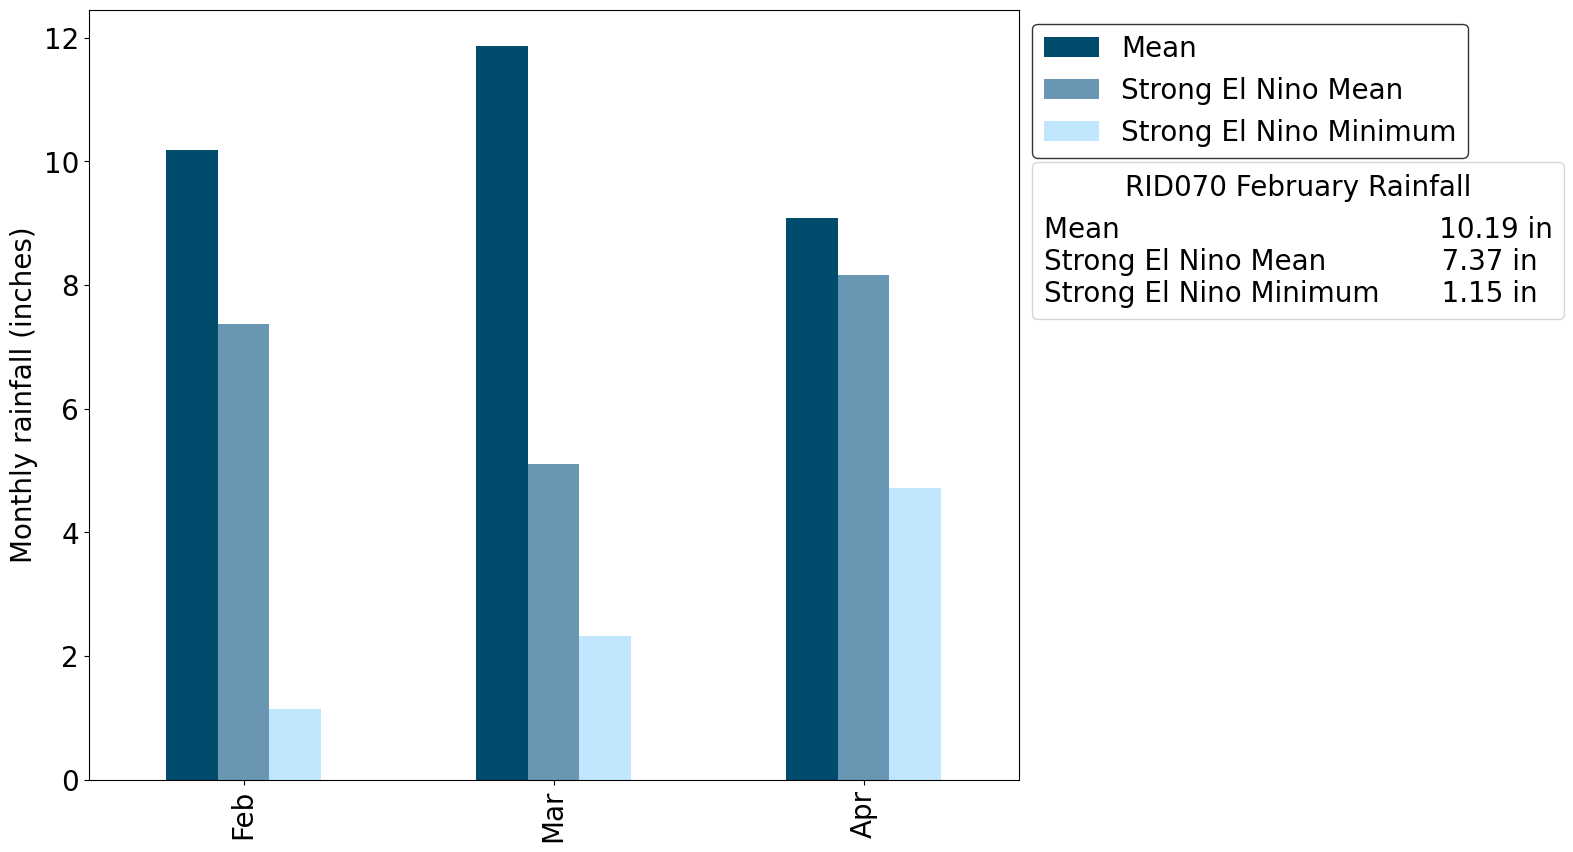 Monthly rainfall (inches)
12
10
8
6
4
2
0
Feb
Mar
Apr
Mean
Strong El Nino Mean
Strong El Nino Minimum
RID070 February Rainfall
Mean 10.19 in
Strong El Nino Mean 7.37 in
Strong El Nino Minimum 1.15 in